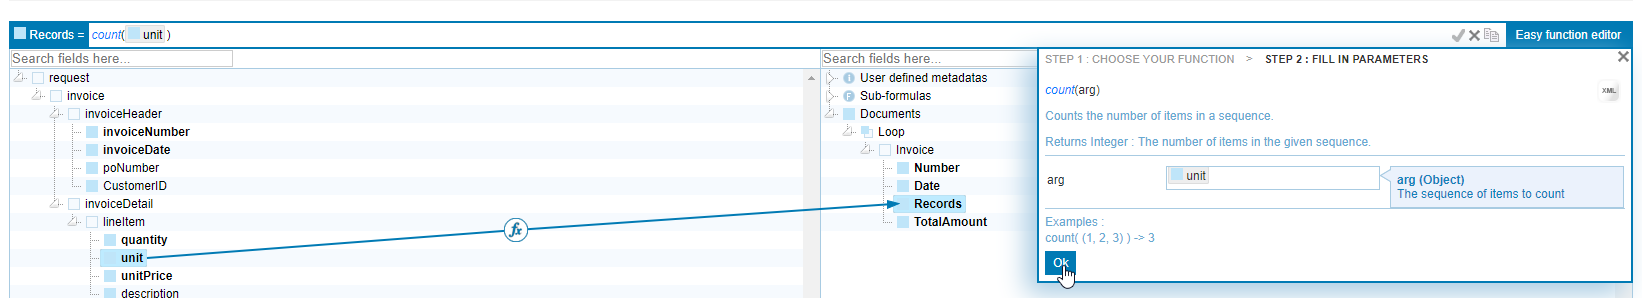 Records = count( unit )
Easy function editor
Search fields here...
request
invoice
invoiceHeader
invoiceNumber
invoiceDate
poNumber
CustomerID
invoiceDetail
lineItem
quantity
unit
unitPrice
description
fx
Search fields here...
I User defined metadatas
F Sub-formulas
Documents
Loop
Invoice
Number
Date
Records
TotalAmount
STEP 1 : CHOOSE YOUR FUNCTION > STEP 2 : FILL IN PARAMETERS
count(arg)
XML
Counts the number of items in a sequence.
Returns Integer : The number of items in the given sequence.
arg
unit
arg (Object)
The sequence of items to count
Examples :
count( (1, 2, 3) ) -> 3
Ok